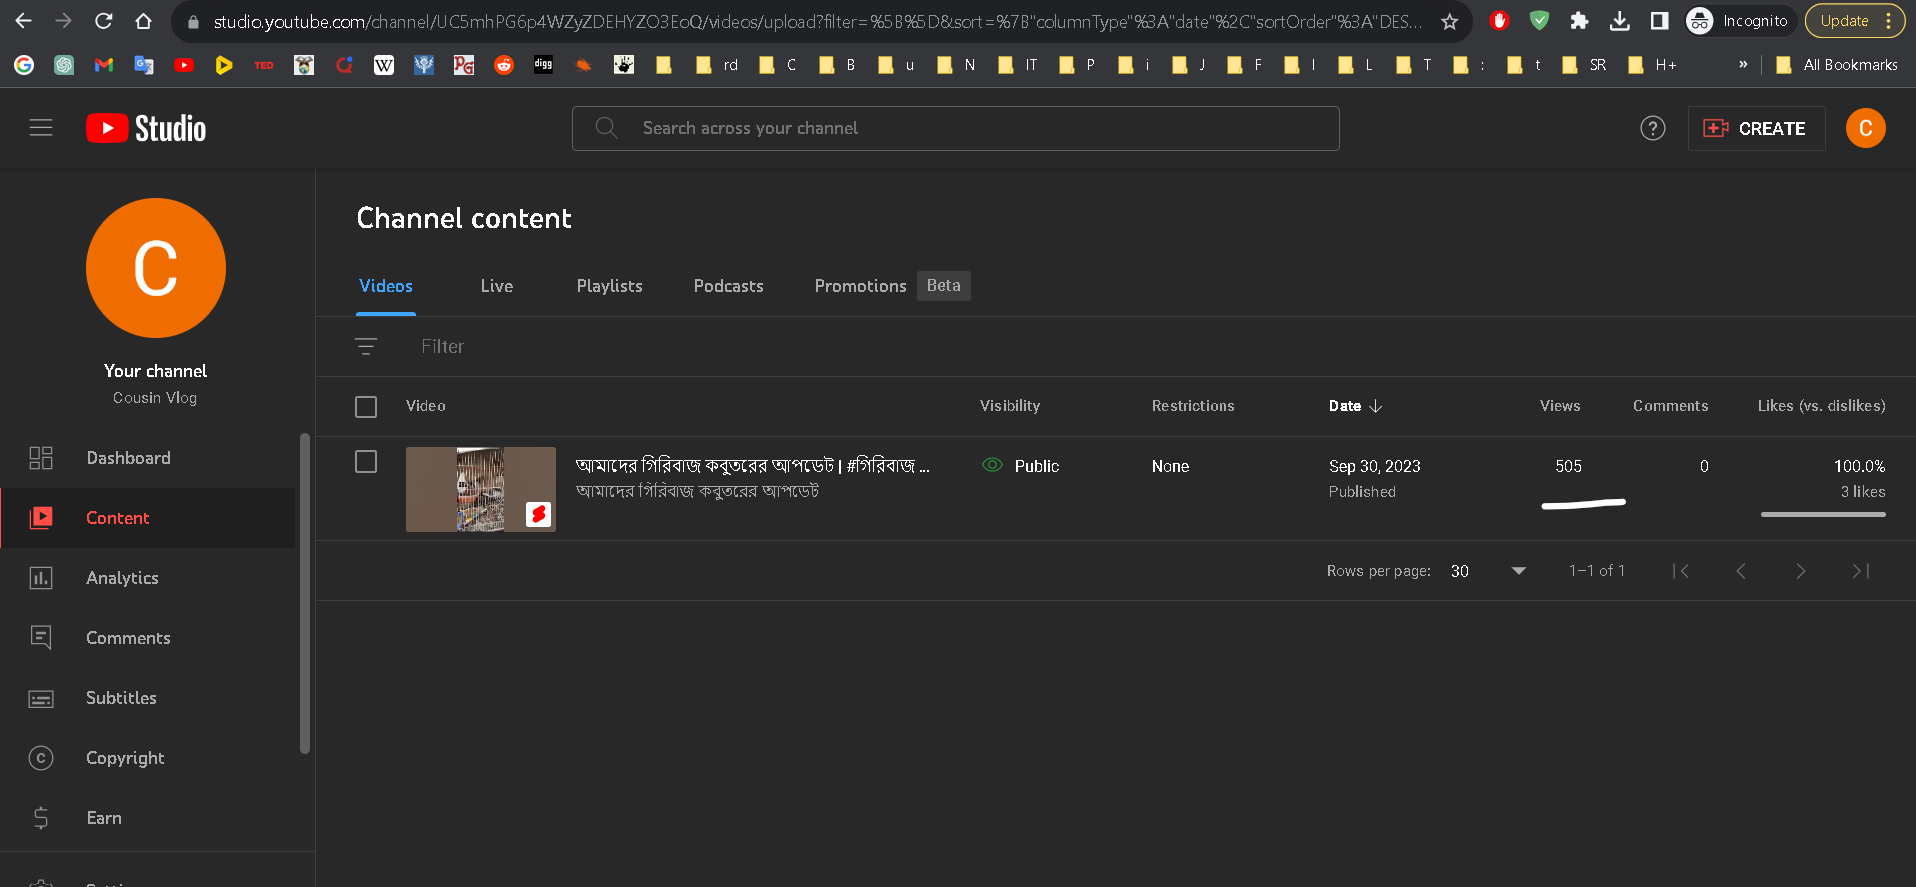 studio.youtube.com/channel/UC5mhPG6p4WZyZDEHYZO3EoQ/videos/upload?filter=%5B%5D&sort=%7B"columnType"%3A"date"%2C"sortOrder"%3A"DES...
Incognito
Update
TED
W
PG
digg
rd
C
B
u
N
IT
P
i
J
F
I
L
T
:
t
SR
H+
»
All Bookmarks
Studio
Search across your channel
?
CREATE
C
C
Your channel
Cousin Vlog
Dashboard
Content
Analytics
Comments
Subtitles
Copyright
Earn
Channel content
Videos Live Playlists Podcasts Promotions Beta
Filter
Video Visibility Restrictions Date ↓ Views Comments Likes (vs. dislikes)
আমাদের গিরিবাজ কবুতরের আপডেট | #গিরিবাজ ... Public None Sep 30, 2023 505 0 100.0%
আমাদের গিরিবাজ কবুতরের আপডেট Published 3 likes
Rows per page: 30 1–1 of 1